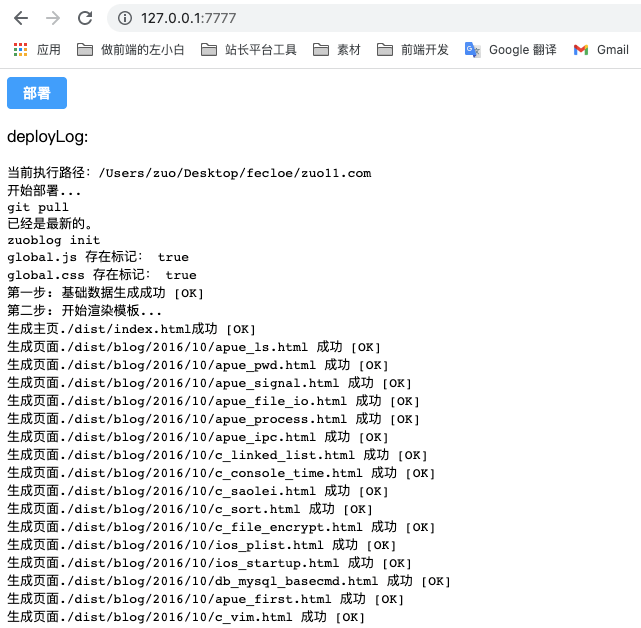 127.0.0.1:7777
应用 做前端的左小白 站长平台工具 素材 前端开发 Google 翻译 Gmail
部署
deployLog:
当前执行路径: /Users/zuo/Desktop/fecloe/zuo11.com
开始部署...
git pull
已经是最新的。
zuoblog init
global.js 存在标记: true
global.css 存在标记: true
第一步: 基础数据生成成功 [OK]
第二步: 开始渲染模板...
生成主页./dist/index.html成功 [OK]
生成页面./dist/blog/2016/10/apue_ls.html 成功 [OK]
生成页面./dist/blog/2016/10/apue_pwd.html 成功 [OK]
生成页面./dist/blog/2016/10/apue_signal.html 成功 [OK]
生成页面./dist/blog/2016/10/apue_file_io.html 成功 [OK]
生成页面./dist/blog/2016/10/apue_process.html 成功 [OK]
生成页面./dist/blog/2016/10/apue_ipc.html 成功 [OK]
生成页面./dist/blog/2016/10/c_linked_list.html 成功 [OK]
生成页面./dist/blog/2016/10/c_console_time.html 成功 [OK]
生成页面./dist/blog/2016/10/c_saolei.html 成功 [OK]
生成页面./dist/blog/2016/10/c_sort.html 成功 [OK]
生成页面./dist/blog/2016/10/c_file_encrypt.html 成功 [OK]
生成页面./dist/blog/2016/10/ios_plist.html 成功 [OK]
生成页面./dist/blog/2016/10/ios_startup.html 成功 [OK]
生成页面./dist/blog/2016/10/db_mysql_basecmd.html 成功 [OK]
生成页面./dist/blog/2016/10/apue_first.html 成功 [OK]
生成页面./dist/blog/2016/10/c_vim.html 成功 [OK]